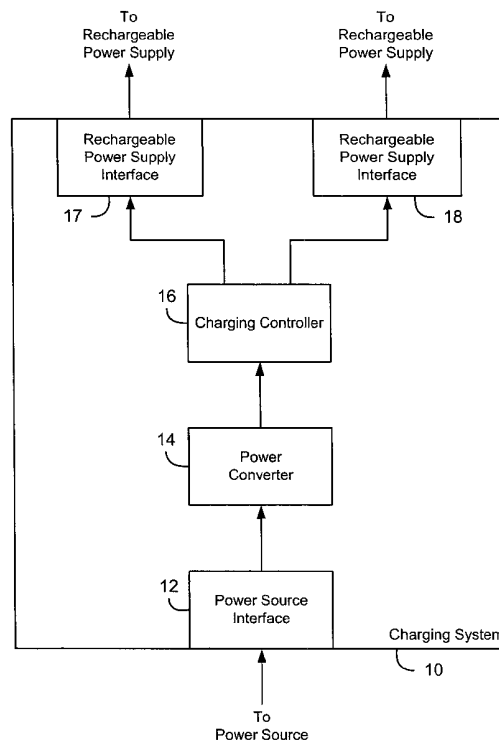 To
Rechargeable
Power Supply
To
Rechargeable
Power Supply
Rechargeable
Power Supply
Interface
Rechargeable
Power Supply
Interface
17
18
16
Charging Controller
14
Power
Converter
12
Power Source
Interface
Charging System
10
To
Power Source